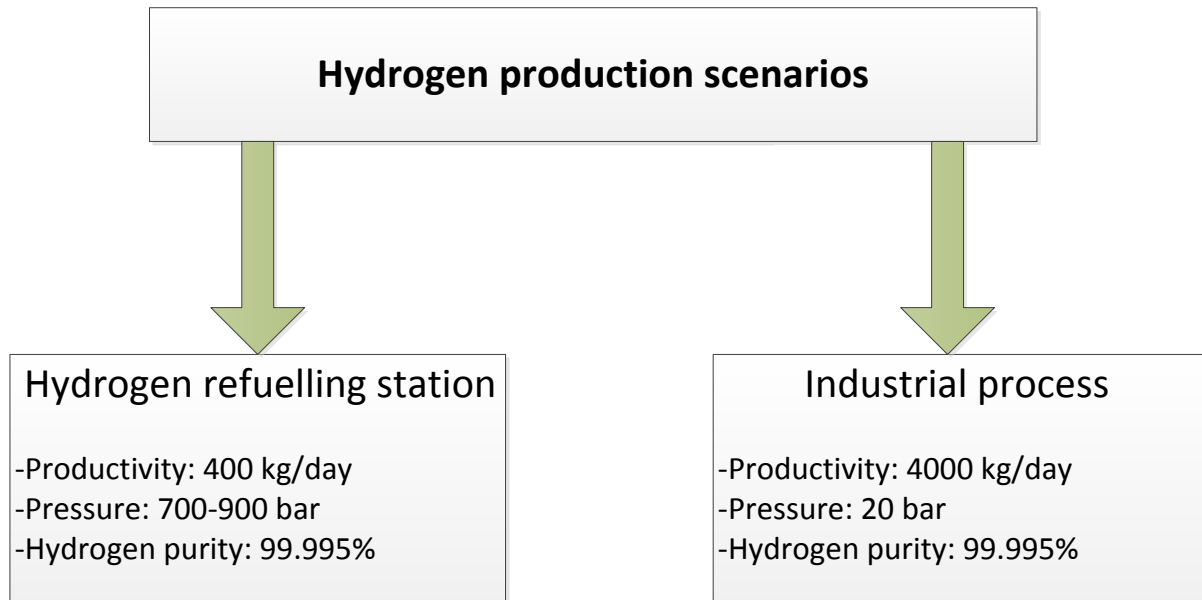 Hydrogen production scenarios
Hydrogen refuelling station
-Productivity: 400 kg/day
-Pressure: 700-900 bar
-Hydrogen purity: 99.995%
Industrial process
-Productivity: 4000 kg/day
-Pressure: 20 bar
-Hydrogen purity: 99.995%